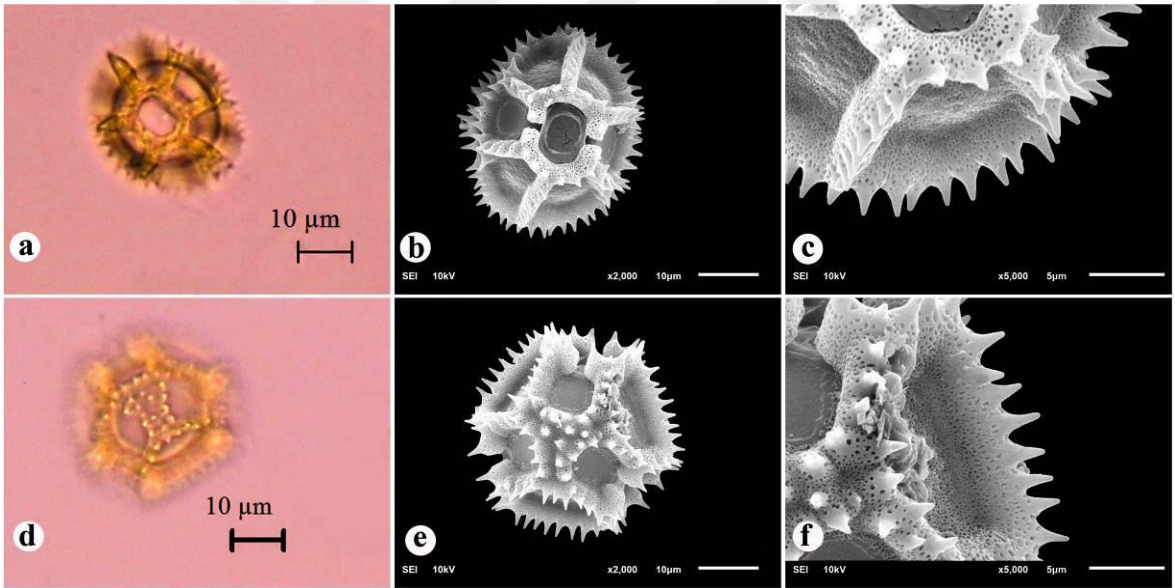 10 µm
a
b
SEI 10kV x2,000 10µm
c
SEI 10kV x5,000 5µm
10 µm
d
e
SEI 10kV x2,000 10µm
f
SEI 10kV x5,000 5µm